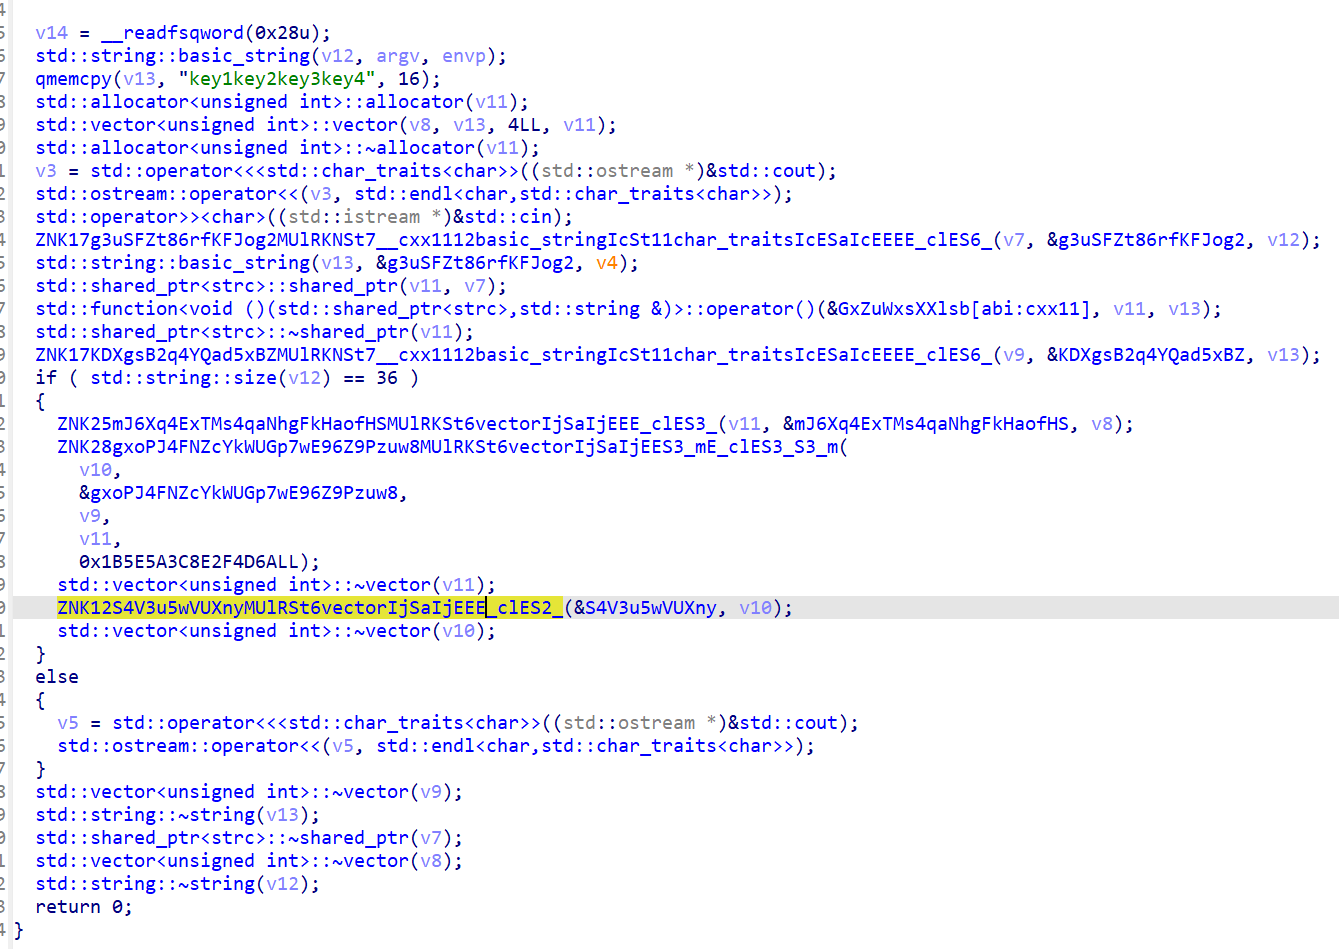 v14 = __readfsqword(0x28u);
std::string::basic_string(v12, argv, envp);
qmemcpy(v13, "key1key2key3key4", 16);
std::allocator<unsigned int>::allocator(v11);
std::vector<unsigned int>::vector(v8, v13, 4LL, v11);
std::allocator<unsigned int>::~allocator(v11);
v3 = std::operator<<<std::char_traits<char>>((std::ostream *)&std::cout);
std::ostream::operator<<(v3, std::endl<char,std::char_traits<char>>);
std::operator>><char>((std::istream *)&std::cin);
ZNK17g3uSFZt86rfKFJog2MUlRKNSt7__cxx1112basic_stringIcSt11char_traitsIcESaIcEEEE_clES6_(v7, &g3uSFZt86rfKFJog2, v12);
std::string::basic_string(v13, &g3uSFZt86rfKFJog2, v4);
std::shared_ptr<strc>::shared_ptr(v11, v7);
std::function<void ()(std::shared_ptr<strc>,std::string &)>::operator()(&GxZuWxsXXlsb[abi:cxx11], v11, v13);
std::shared_ptr<strc>::~shared_ptr(v11);
ZNK17KDXgsB2q4YQad5xBZMUlRKNSt7__cxx1112basic_stringIcSt11char_traitsIcESaIcEEEE_clES6_(v9, &KDXgsB2q4YQad5xBZ, v13);
if ( std::string::size(v12) == 36 )
{
ZNK25mJ6Xq4ExTMs4qaNhgFkHaofHSMUlRKSt6vectorIjSaIjEEE_clES3_(v11, &mJ6Xq4ExTMs4qaNhgFkHaofHS, v8);
ZNK28gxoPJ4FNZcYkWUGp7wE96Z9Pzuw8MUlRKSt6vectorIjSaIjEES3_mE_clES3_S3_m(
v10,
&gxoPJ4FNZcYkWUGp7wE96Z9Pzuw8,
v9,
v11,
0x1B5E5A3C8E2F4D6ALL);
std::vector<unsigned int>::~vector(v11);
ZNK12S4V3u5wVUXnyMUlRSt6vectorIjSaIjEEE_clES2_(&S4V3u5wVUXny, v10);
std::vector<unsigned int>::~vector(v10);
}
else
{
v5 = std::operator<<<std::char_traits<char>>((std::ostream *)&std::cout);
std::ostream::operator<<(v5, std::endl<char,std::char_traits<char>>);
}
std::vector<unsigned int>::~vector(v9);
std::string::~string(v13);
std::shared_ptr<strc>::~shared_ptr(v7);
std::vector<unsigned int>::~vector(v8);
std::string::~string(v12);
return 0;
}